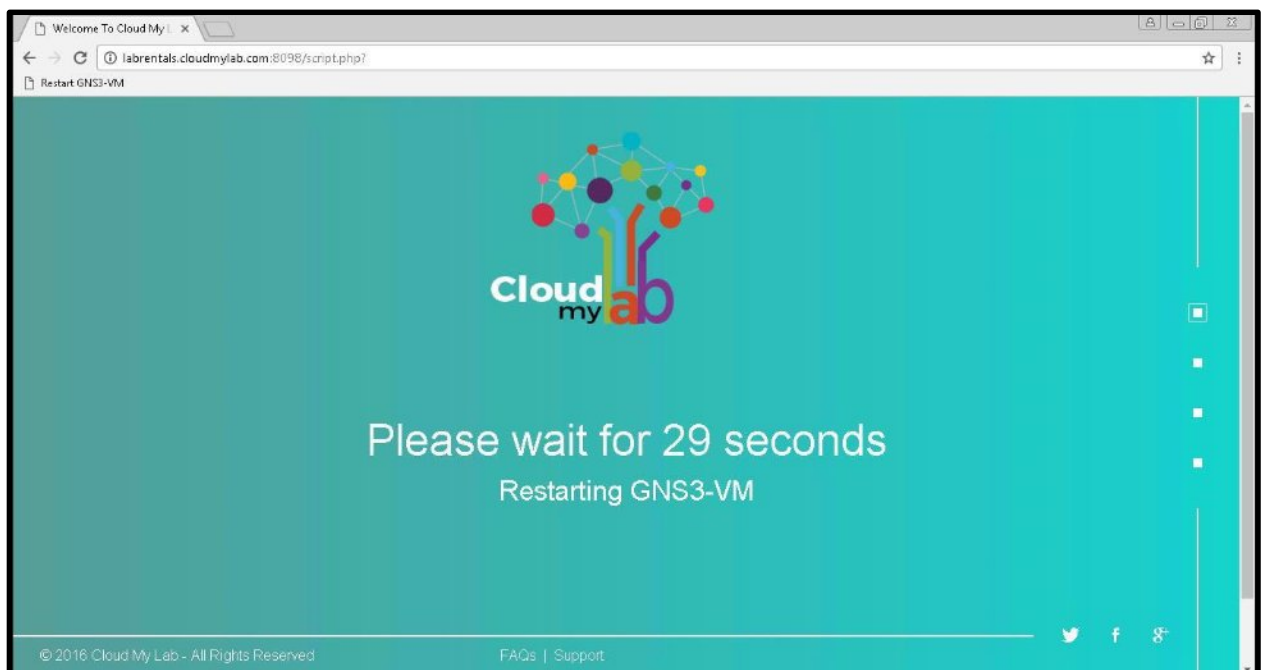 Welcome To Cloud My L
labrentals.cloudmylab.com:8098/script.php?
Restart GNS3-VM
Cloud
my lab
Please wait for 29 seconds
Restarting GNS3-VM
© 2016 Cloud My Lab - All Rights Reserved
FAQs | Support